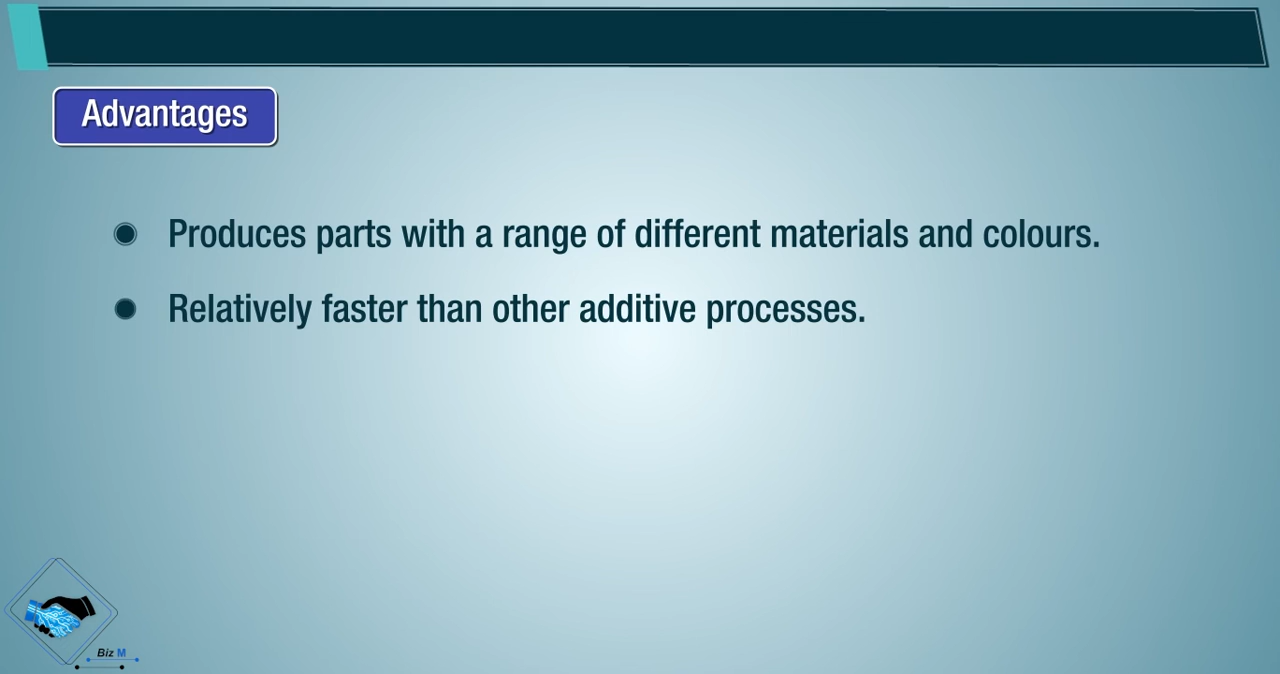 Advantages
Produces parts with a range of different materials and colours.
Relatively faster than other additive processes.
Biz M